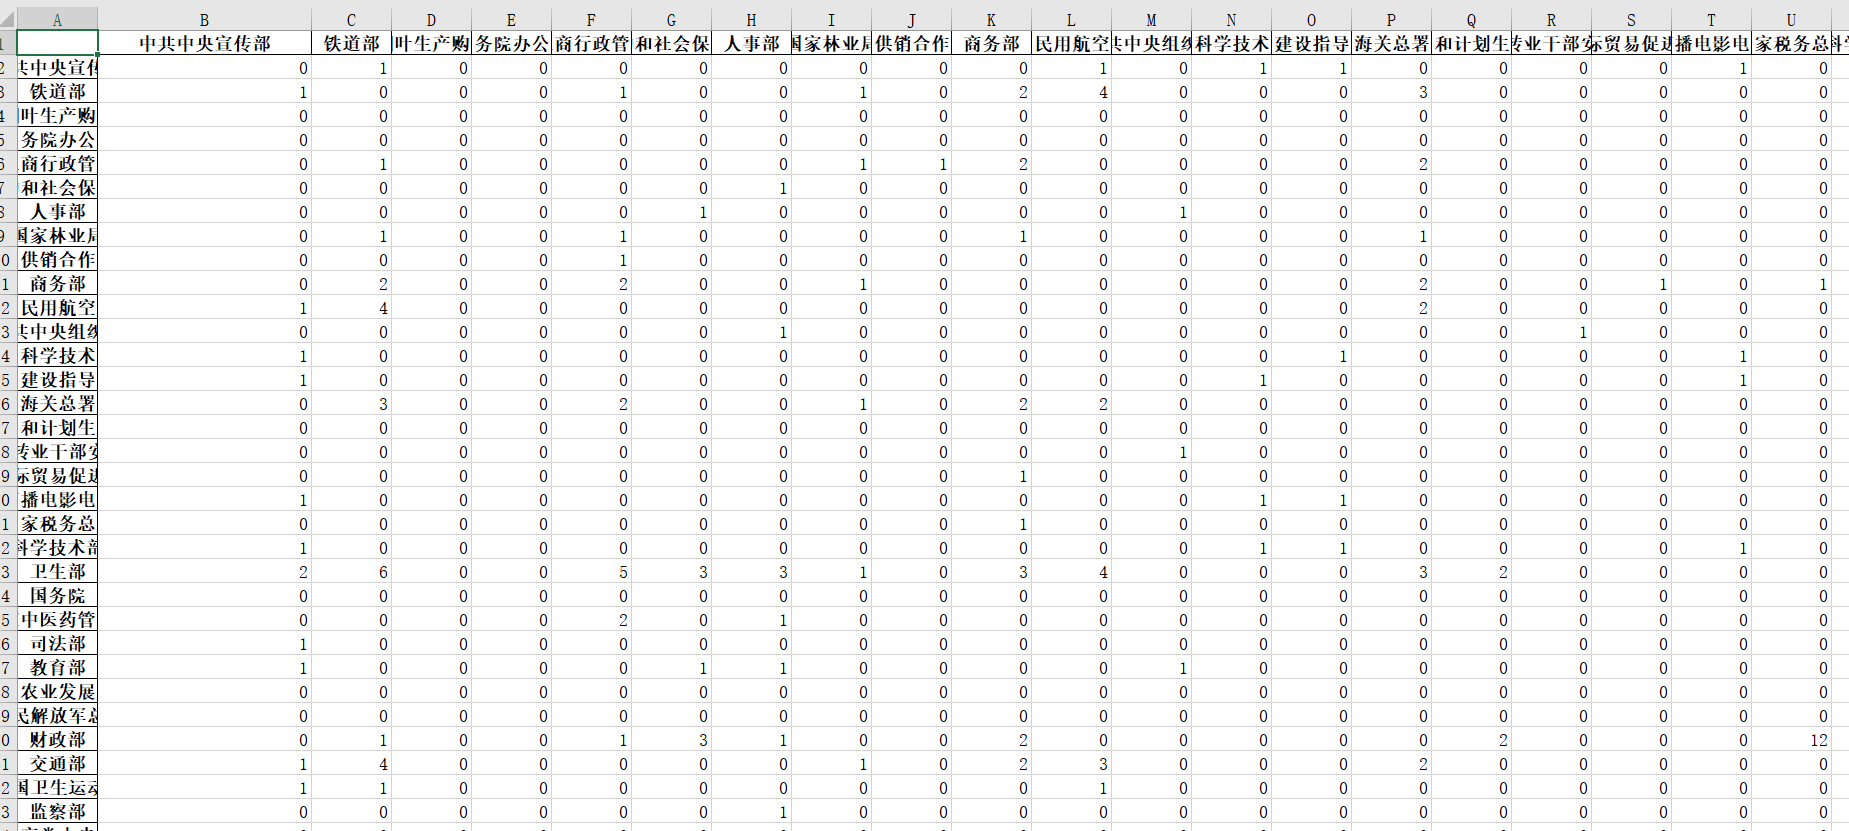 A B C D E F G H I J K L M N O P Q R S T U
1 中共中央宣传部 铁道部 叶生产购 务院办公 商行政管 和社会保 人事部 国家林业局 供销合作 商务部 民用航空 共中央组织 科学技术 建设指导 海关总署 和计划生 转业干部安 际贸易促进 播电影电 家税务总 科学
2 共中央宣传 0 1 0 0 0 0 0 0 0 0 1 0 1 1 0 0 0 0 1 0
3 铁道部 1 0 0 0 1 0 0 1 0 2 4 0 0 0 3 0 0 0 0 0
4 叶生产购 0 0 0 0 0 0 0 0 0 0 0 0 0 0 0 0 0 0 0 0
5 务院办公 0 0 0 0 0 0 0 0 0 0 0 0 0 0 0 0 0 0 0 0
6 商行政管 0 1 0 0 0 0 0 1 1 2 0 0 0 0 2 0 0 0 0 0
7 和社会保 0 0 0 0 0 0 1 0 0 0 0 0 0 0 0 0 0 0 0 0
8 人事部 0 0 0 0 0 1 0 0 0 0 0 1 0 0 0 0 0 0 0 0
9 国家林业局 0 1 0 0 1 0 0 0 0 1 0 0 0 0 1 0 0 0 0 0
0 供销合作 0 0 0 0 1 0 0 0 0 0 0 0 0 0 0 0 0 0 0 0
1 商务部 0 2 0 0 2 0 0 1 0 0 0 0 0 0 2 0 0 1 0 1
2 民用航空 1 4 0 0 0 0 0 0 0 0 0 0 0 0 2 0 0 0 0 0
3 共中央组织 0 0 0 0 0 0 1 0 0 0 0 0 0 0 0 0 1 0 0 0
4 科学技术 1 0 0 0 0 0 0 0 0 0 0 0 0 1 0 0 0 0 1 0
5 建设指导 1 0 0 0 0 0 0 0 0 0 0 0 1 0 0 0 0 0 1 0
6 海关总署 0 3 0 0 2 0 0 1 0 2 2 0 0 0 0 0 0 0 0 0
7 和计划生 0 0 0 0 0 0 0 0 0 0 0 0 0 0 0 0 0 0 0 0
8 转业干部安 0 0 0 0 0 0 0 0 0 0 0 1 0 0 0 0 0 0 0 0
9 际贸易促进 0 0 0 0 0 0 0 0 0 1 0 0 0 0 0 0 0 0 0 0
0 播电影电 1 0 0 0 0 0 0 0 0 0 0 0 1 1 0 0 0 0 0 0
1 家税务总 0 0 0 0 0 0 0 0 0 1 0 0 0 0 0 0 0 0 0 0
2 科学技术部 1 0 0 0 0 0 0 0 0 0 0 0 1 1 0 0 0 0 1 0
3 卫生部 2 6 0 0 5 3 3 1 0 3 4 0 0 0 3 2 0 0 0 0
4 国务院 0 0 0 0 0 0 0 0 0 0 0 0 0 0 0 0 0 0 0 0
5 中医药管 0 0 0 0 2 0 1 0 0 0 0 0 0 0 0 0 0 0 0 0
6 司法部 1 0 0 0 0 0 0 0 0 0 0 0 0 0 0 0 0 0 0 0
7 教育部 1 0 0 0 0 1 1 0 0 0 0 1 0 0 0 0 0 0 0 0
8 农业发展 0 0 0 0 0 0 0 0 0 0 0 0 0 0 0 0 0 0 0 0
9 民解放军总 0 0 0 0 0 0 0 0 0 0 0 0 0 0 0 0 0 0 0 0
0 财政部 0 1 0 0 1 3 1 0 0 2 0 0 0 0 0 2 0 0 0 12
1 交通部 1 4 0 0 0 0 0 1 0 2 3 0 0 0 2 0 0 0 0 0
2 国卫生运动 1 1 0 0 0 0 0 0 0 0 1 0 0 0 0 0 0 0 0 0
3 监察部 0 0 0 0 0 0 1 0 0 0 0 0 0 0 0 0 0 0 0 0